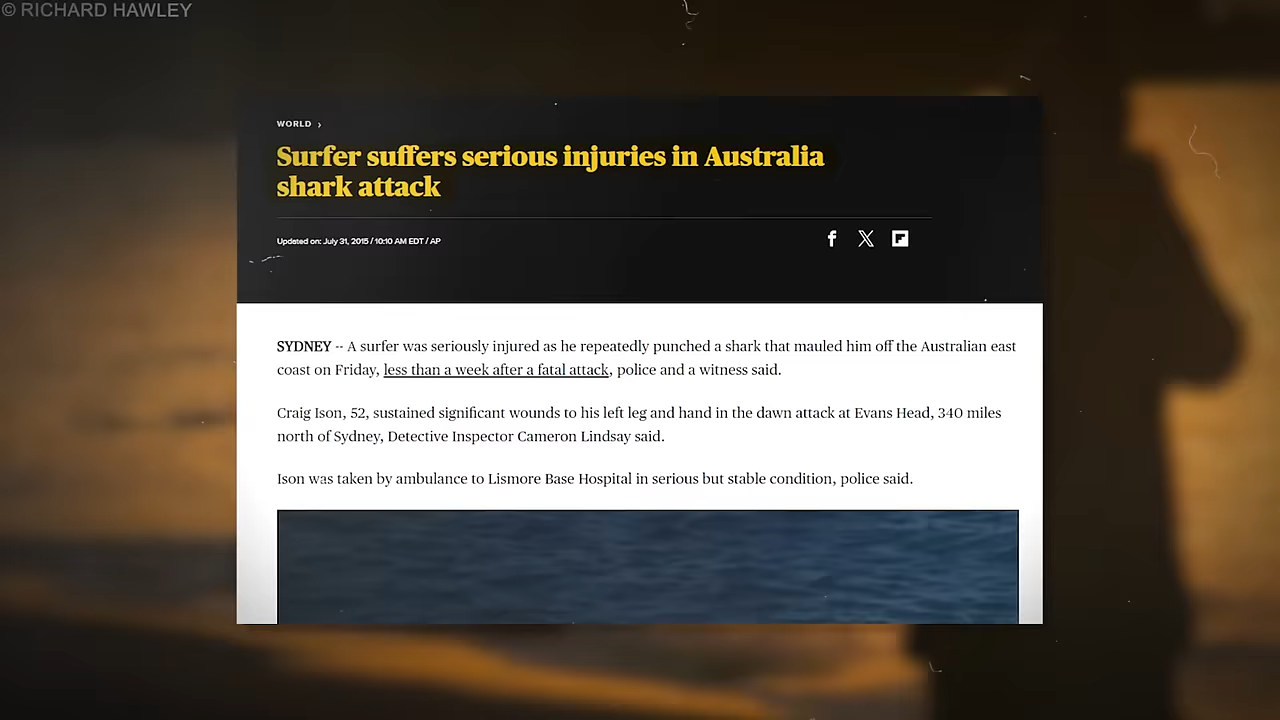 © RICHARD HAWLEY
WORLD ›
Surfer suffers serious injuries in Australia
shark attack
Updated on: July 31, 2015 / 10:10 AM EDT / AP
SYDNEY -- A surfer was seriously injured as he repeatedly punched a shark that mauled him off the Australian east
coast on Friday, less than a week after a fatal attack, police and a witness said.
Craig Ison, 52, sustained significant wounds to his left leg and hand in the dawn attack at Evans Head, 340 miles
north of Sydney, Detective Inspector Cameron Lindsay said.
Ison was taken by ambulance to Lismore Base Hospital in serious but stable condition, police said.